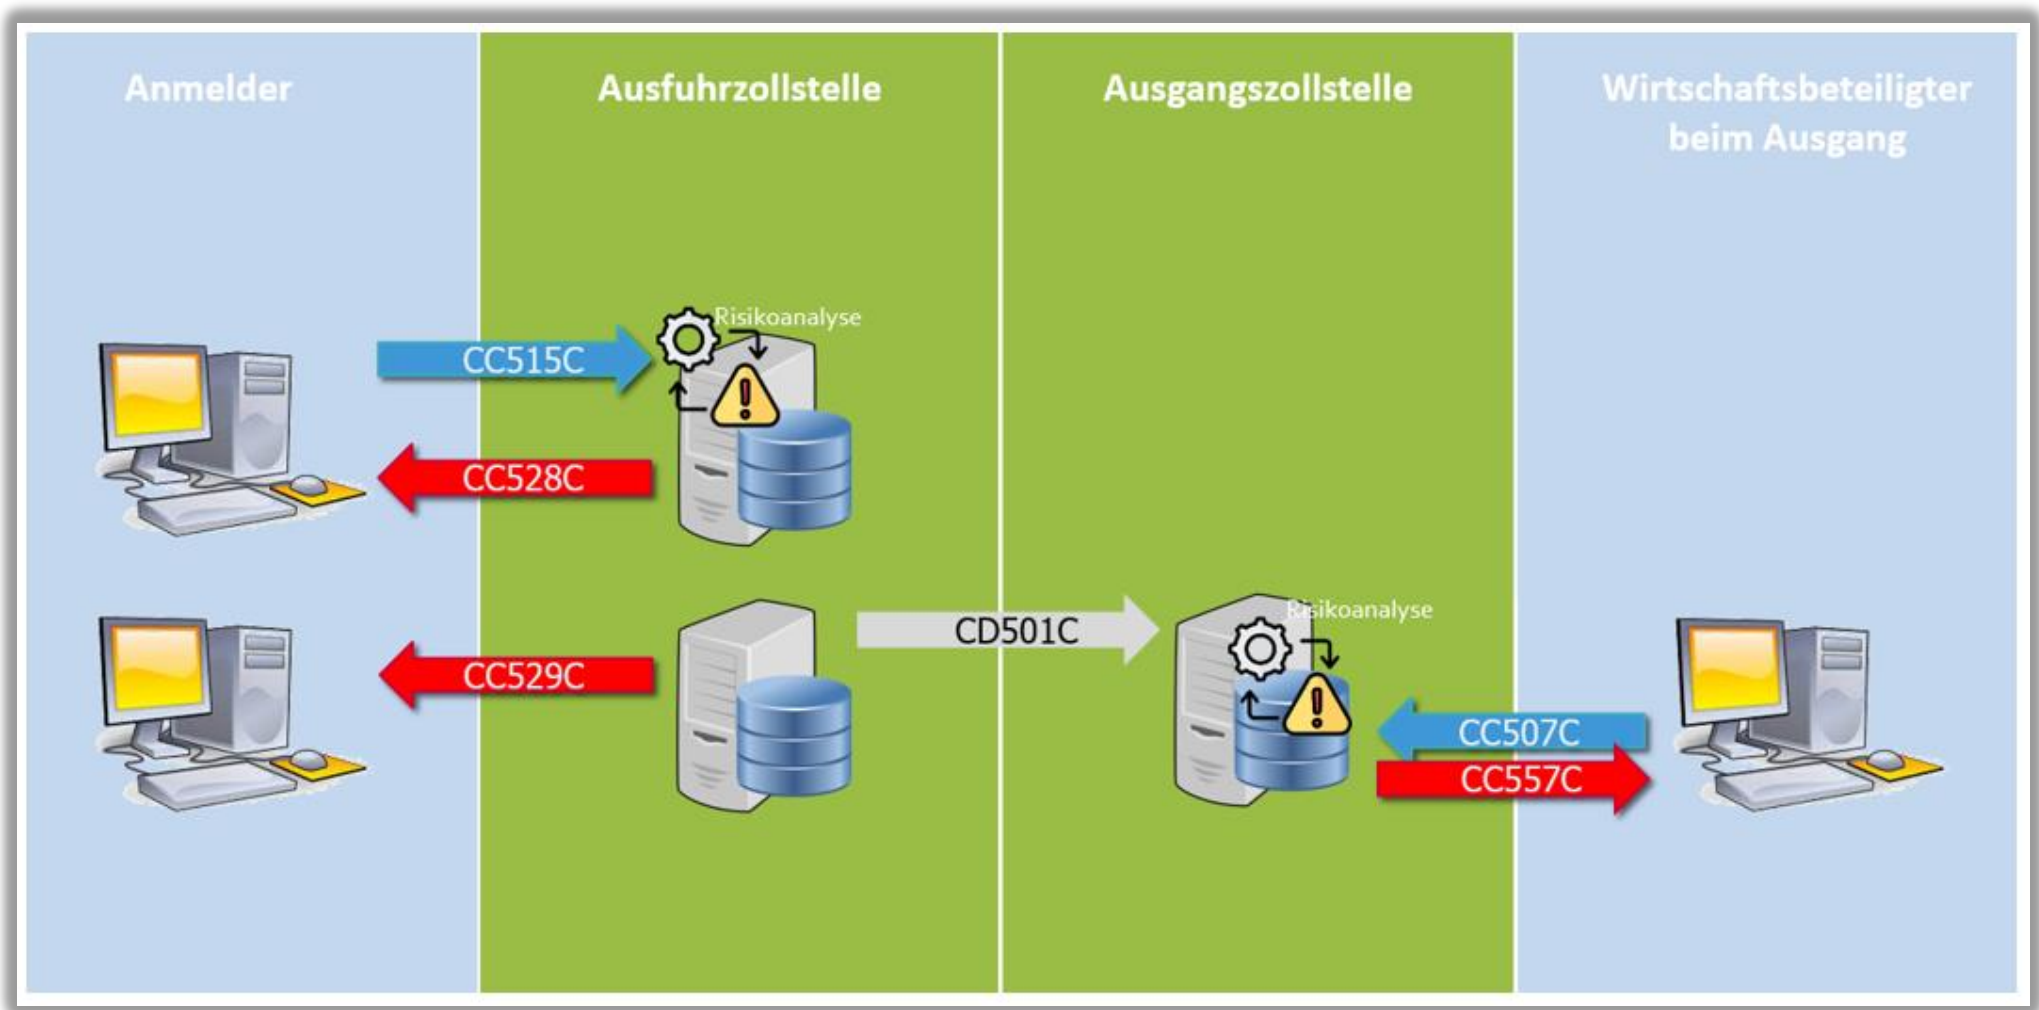 Anmelder
Ausfuhrzollstelle
Ausgangszollstelle
Wirtschaftsbeteiligter
beim Ausgang
Risikoanalyse
CC515C
CC528C
CD501C
Risikoanalyse
CC529C
CC507C
CC557C